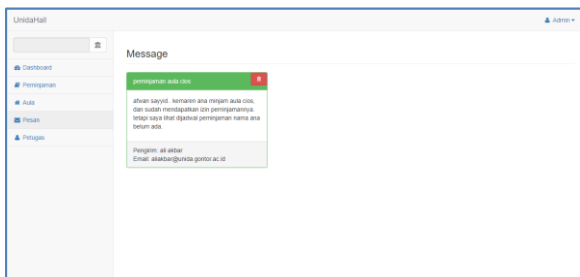 UnidaHall
Admin
Dashboard
Peminjaman
Aula
Pesan
Petugas
Message
peminjaman aula cios
afwan sayyid.. kemaren ana minjam aula cios,
dan sudah mendapatkan izin peminjamannya.
tetapi saya lihat dijadwal peminjaman nama ana
belum ada.
Pengirim: ali akbar
Email: aliakbar@unida.gontor.ac.id